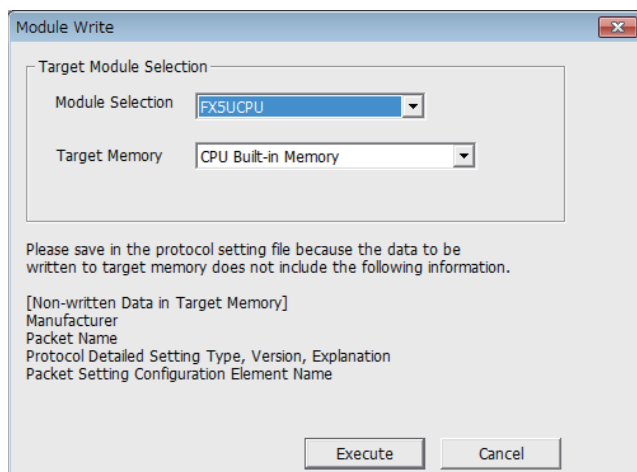 Module Write
Target Module Selection
Module Selection
FX5UCPU
Target Memory
CPU Built-in Memory
Please save in the protocol setting file because the data to be
written to target memory does not include the following information.
[Non-written Data in Target Memory]
Manufacturer
Packet Name
Protocol Detailed Setting Type, Version, Explanation
Packet Setting Configuration Element Name
Execute
Cancel